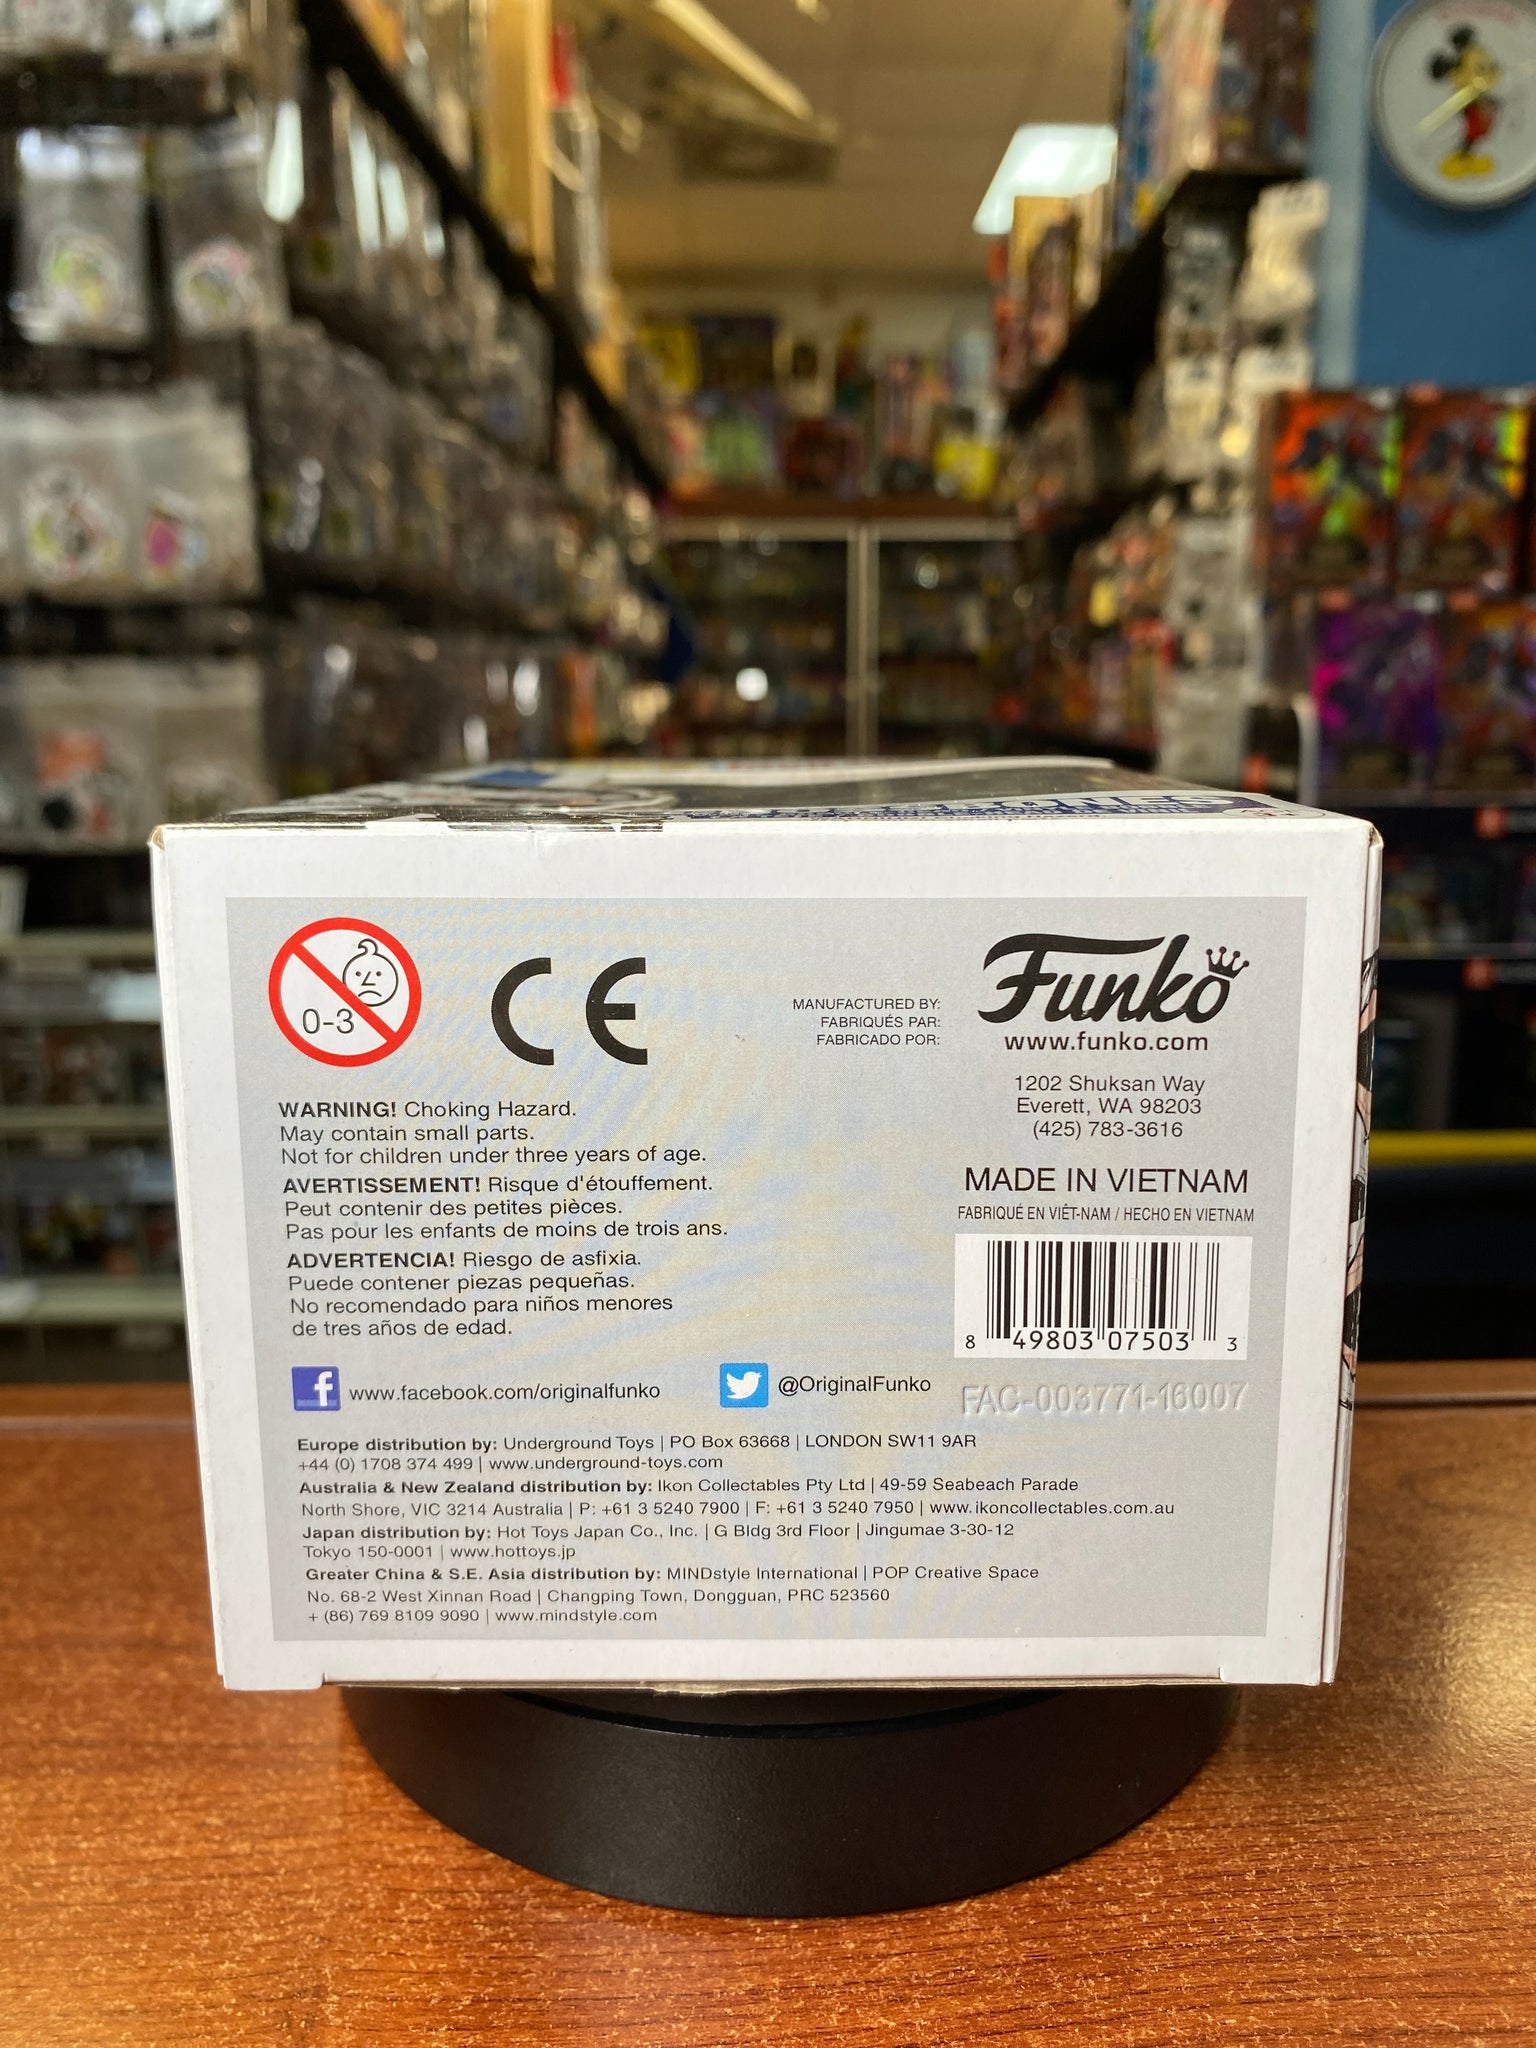 0-3
CE
MANUFACTURED BY:
FABRIQUÉS PAR:
FABRICADO POR:
Funko
www.funko.com
1202 Shuksan Way
Everett, WA 98203
(425) 783-3616
WARNING! Choking Hazard.
May contain small parts.
Not for children under three years of age.
AVERTISSEMENT! Risque d'étouffement.
Peut contenir des petites pièces.
Pas pour les enfants de moins de trois ans.
ADVERTENCIA! Riesgo de asfixia.
Puede contener piezas pequeñas.
No recomendado para niños menores
de tres años de edad.
MADE IN VIETNAM
FABRIQUÉ EN VIÊT-NAM / HECHO EN VIETNAM
8 49803 07503 3
www.facebook.com/originalfunko
@OriginalFunko
FAC-003771-16007
Europe distribution by: Underground Toys | PO Box 63668 | LONDON SW11 9AR
+44 (0) 1708 374 499 | www.underground-toys.com
Australia & New Zealand distribution by: Ikon Collectables Pty Ltd | 49-59 Seabeach Parade
North Shore, VIC 3214 Australia | P: +61 3 5240 7900 | F: +61 3 5240 7950 | www.ikoncollectables.com.au
Japan distribution by: Hot Toys Japan Co., Inc. | G Bldg 3rd Floor | Jingumae 3-30-12
Tokyo 150-0001 | www.hottoys.jp
Greater China & S.E. Asia distribution by: MINDstyle International | POP Creative Space
No. 68-2 West Xinnan Road | Changping Town, Dongguan, PRC 523560
+ (86) 769 8109 9090 | www.mindstyle.com